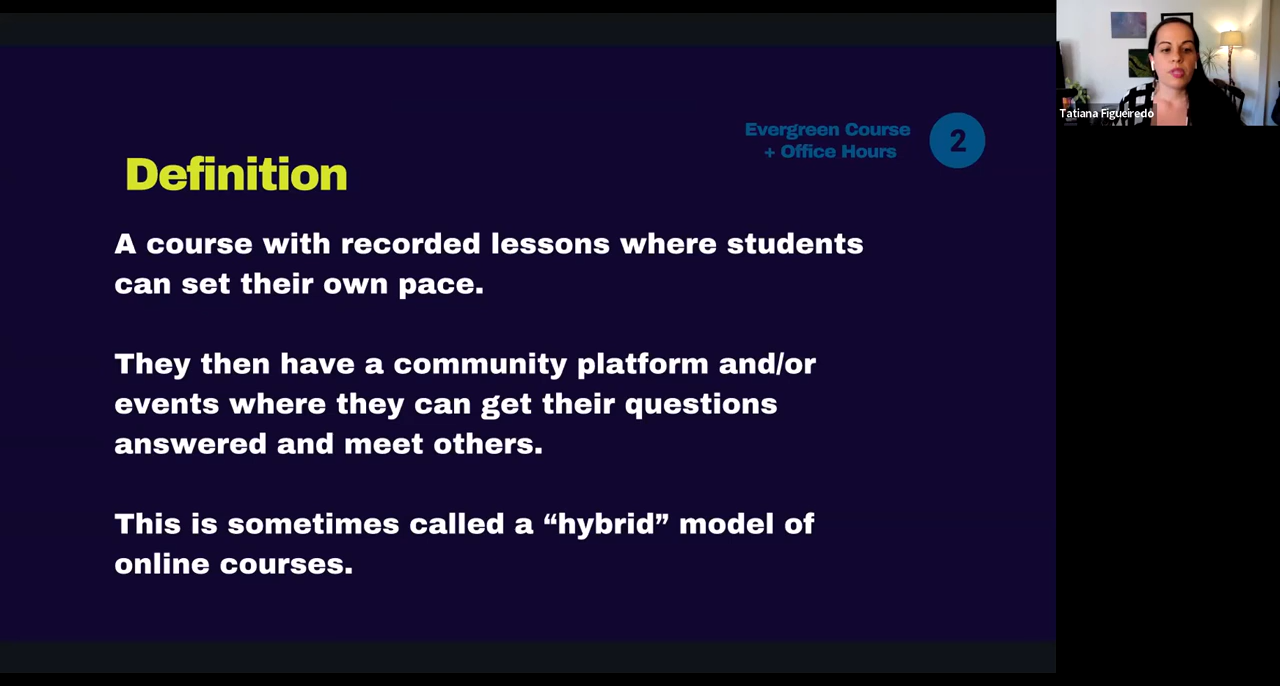 Evergreen Course
+ Office Hours
2
Definition
A course with recorded lessons where students
can set their own pace.
They then have a community platform and/or
events where they can get their questions
answered and meet others.
This is sometimes called a “hybrid” model of
online courses.
Tatiana Figueiredo